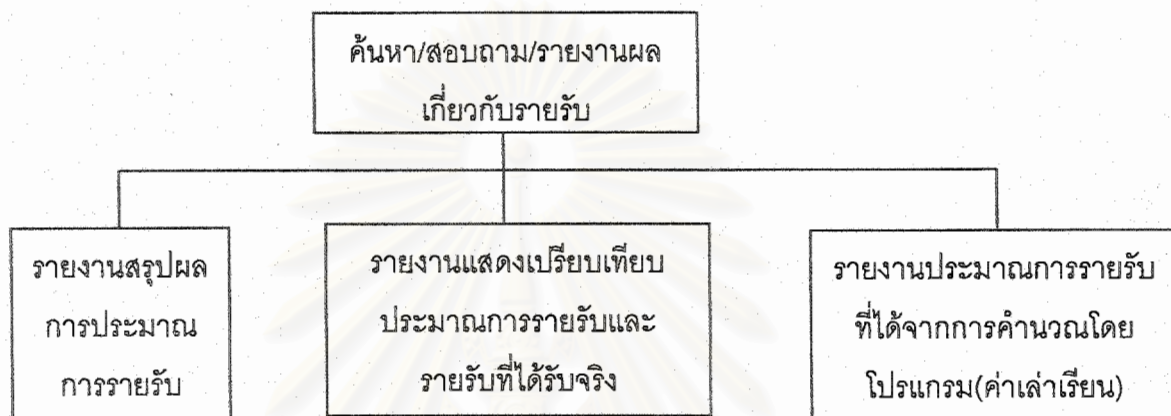 ค้นหา/สอบถาม/รายงานผล
เกี่ยวกับรายรับ
รายงานสรุปผล
การประมาณ
การรายรับ
รายงานแสดงเปรียบเทียบ
ประมาณการรายรับและ
รายรับที่ได้รับจริง
รายงานประมาณการรายรับ
ที่ได้จากการคำนวณโดย
โปรแกรม(ค่าเล่าเรียน)